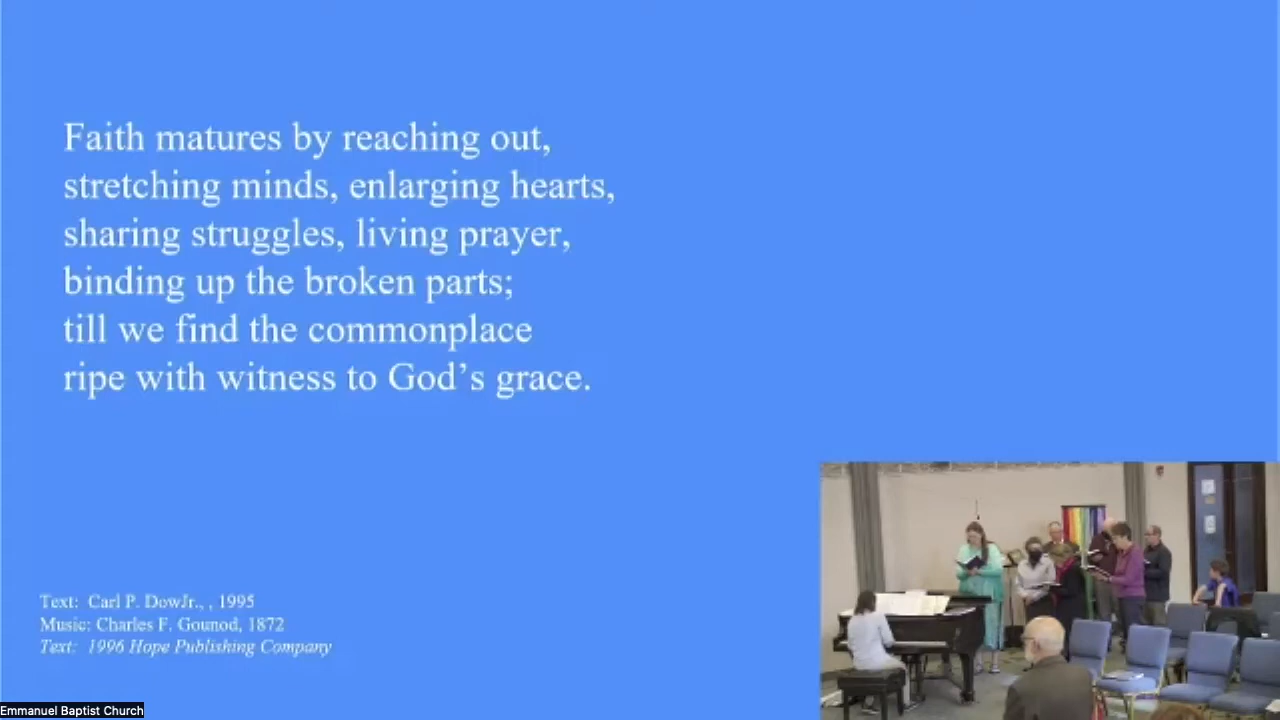 Faith matures by reaching out,
stretching minds, enlarging hearts,
sharing struggles, living prayer,
binding up the broken parts;
till we find the commonplace
ripe with witness to God’s grace.
Text: Carl P. DowJr., , 1995
Music: Charles F. Gounod, 1872
Text: 1996 Hope Publishing Company
Emmanuel Baptist Church